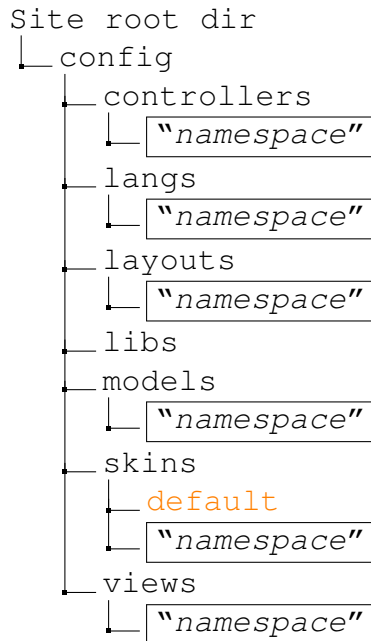 Site root dir
config
controllers
"namespace"
langs
"namespace"
layouts
"namespace"
libs
models
"namespace"
skins
default
"namespace"
views
"namespace"